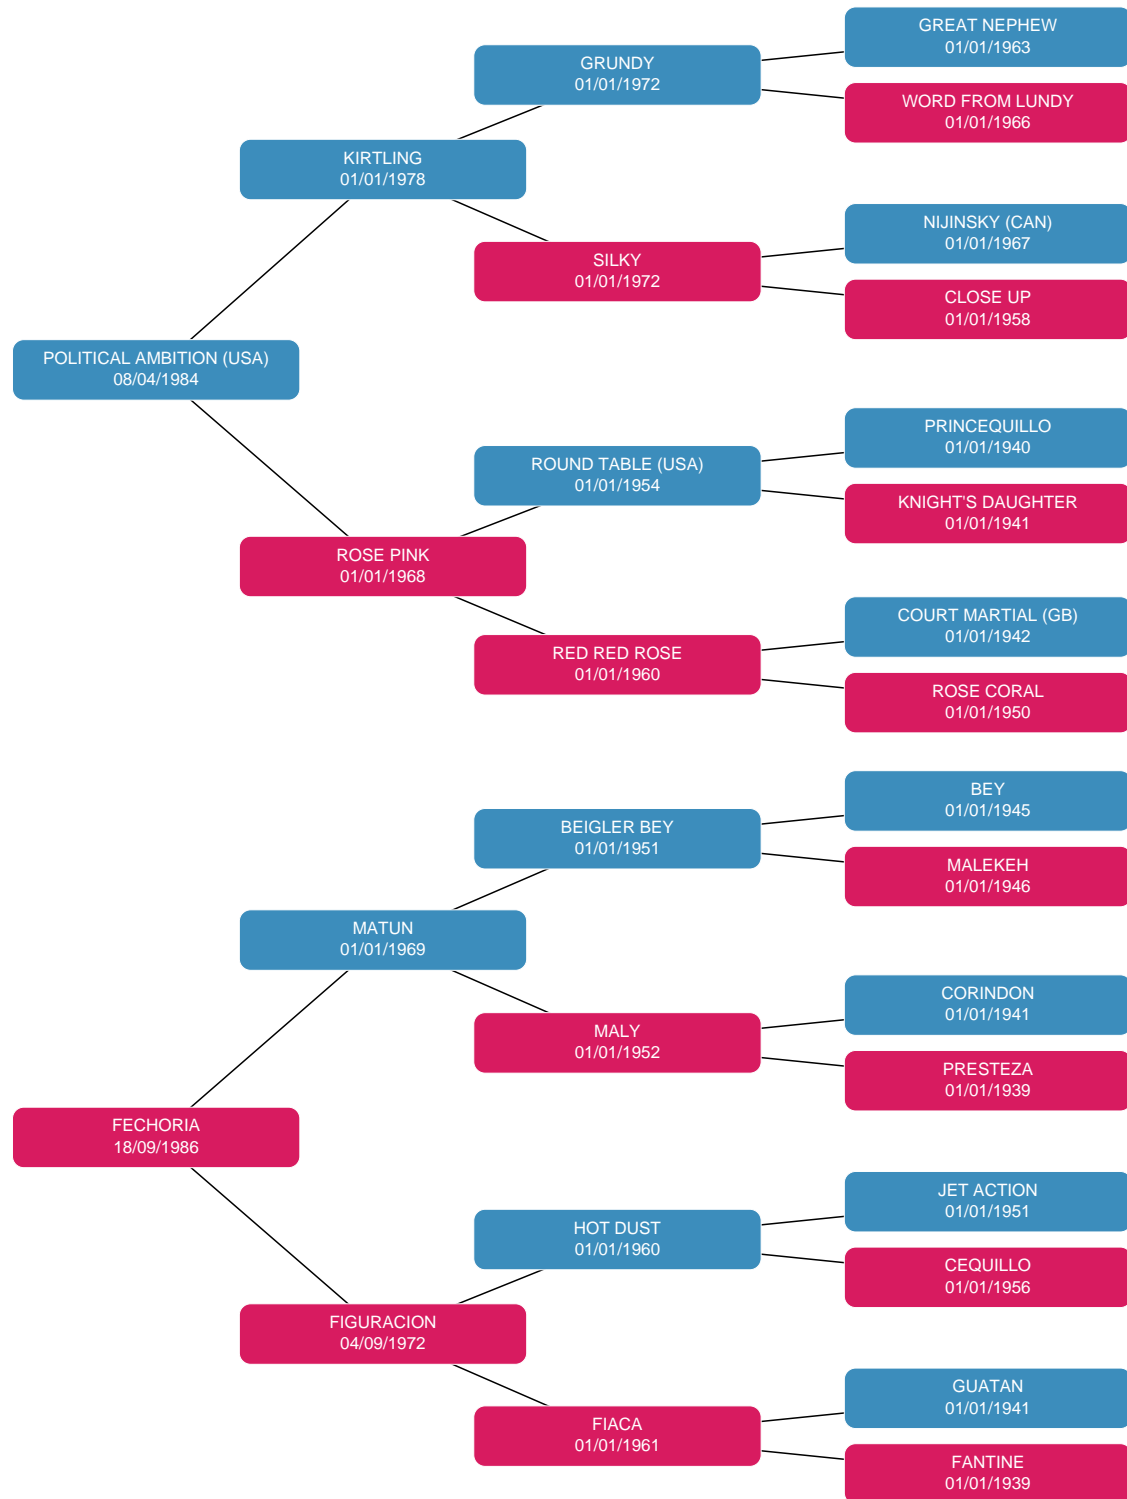 GREAT NEPHEW
01/01/1963
GRUNDY
01/01/1972
WORD FROM LUNDY
01/01/1966
KIRTLING
01/01/1978
NIJINSKY (CAN)
01/01/1967
SILKY
01/01/1972
CLOSE UP
01/01/1958
POLITICAL AMBITION (USA)
08/04/1984
PRINCEQUILLO
01/01/1940
ROUND TABLE (USA)
01/01/1954
KNIGHT'S DAUGHTER
01/01/1941
ROSE PINK
01/01/1968
COURT MARTIAL (GB)
01/01/1942
RED RED ROSE
01/01/1960
ROSE CORAL
01/01/1950
BEY
01/01/1945
BEIGLER BEY
01/01/1951
MALEKEH
01/01/1946
MATUN
01/01/1969
CORINDON
01/01/1941
MALY
01/01/1952
PRESTEZA
01/01/1939
FECHORIA
18/09/1986
JET ACTION
01/01/1951
HOT DUST
01/01/1960
CEQUILLO
01/01/1956
FIGURACION
04/09/1972
GUATAN
01/01/1941
FIACA
01/01/1961
FANTINE
01/01/1939